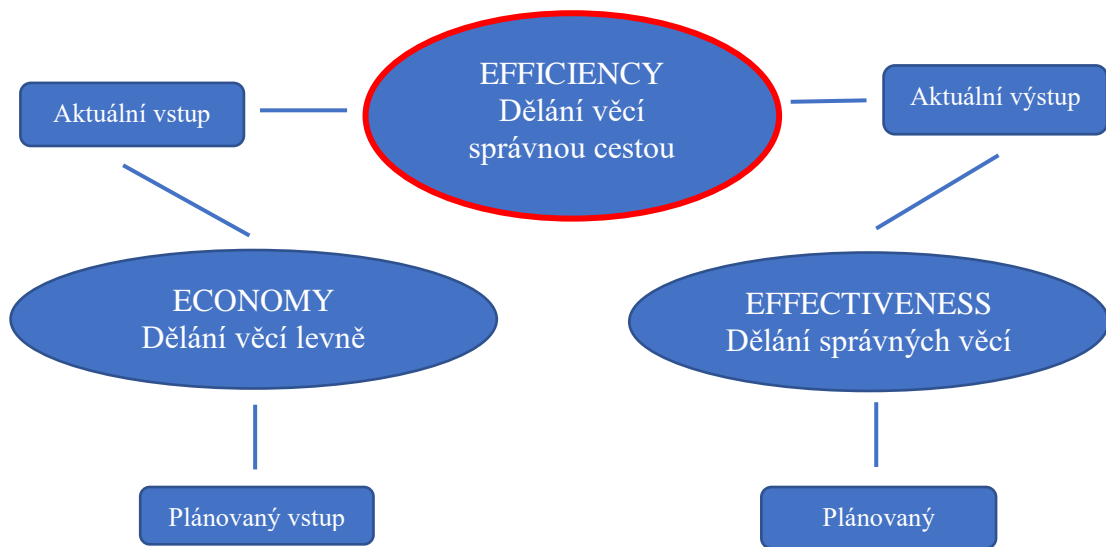 EFFICIENCY
Dělání věcí
správnou cestou
Aktuální vstup
Aktuální výstup
ECONOMY
Dělání věcí levně
EFFECTIVENESS
Dělání správných věcí
Plánovaný vstup
Plánovaný